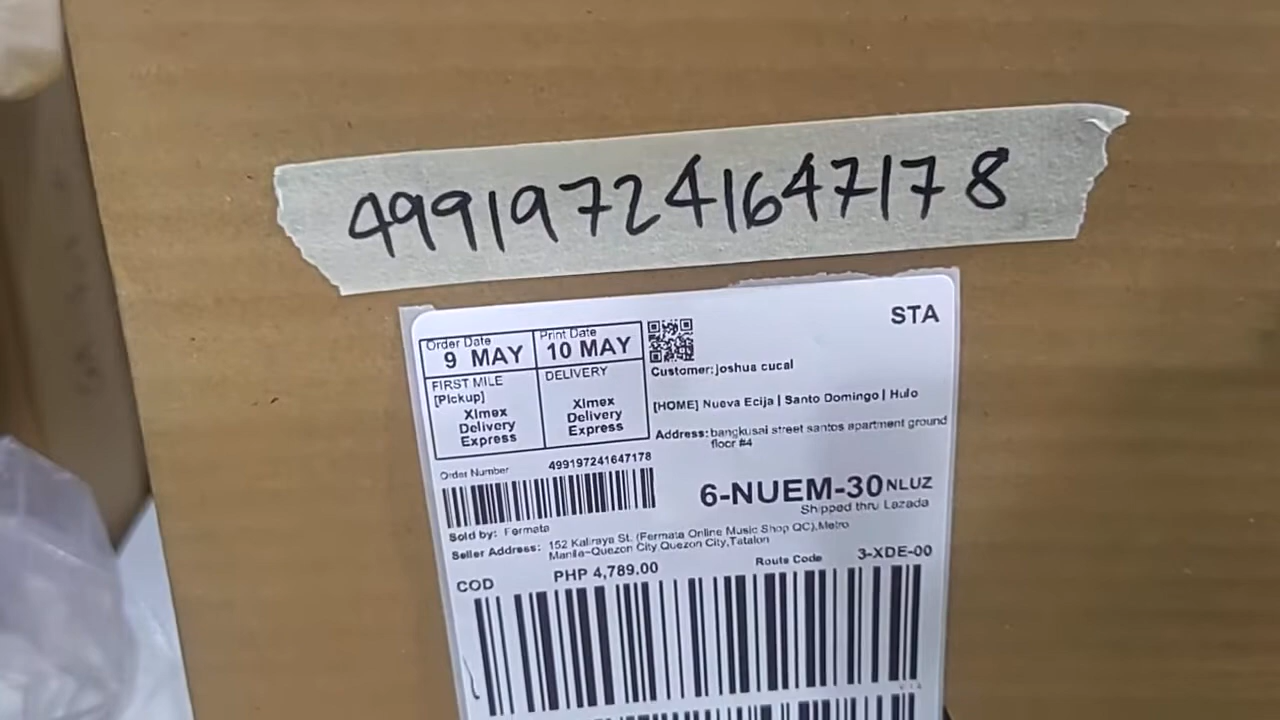 499197241647178
STA
Order Date
9 MAY
Print Date
10 MAY
FIRST MILE
[Pickup]
Ximex
Delivery
Express
DELIVERY
Ximex
Delivery
Express
Customer: joshua cucal
[HOME] Nueva Ecija | Santo Domingo | Hulo
Address: bangkusai street santos apartment ground
floor #4
Order Number
499197241647178
6-NUEM-30 NLUZ
Shipped thru Lazada
Sold by: Fermata
Seller Address: 152 Kaliraya St. (Fermata Online Music Shop QC),Metro
Manila~Quezon City Quezon City,Tatalon
COD
PHP 4,789.00
Route Code
3-XDE-00